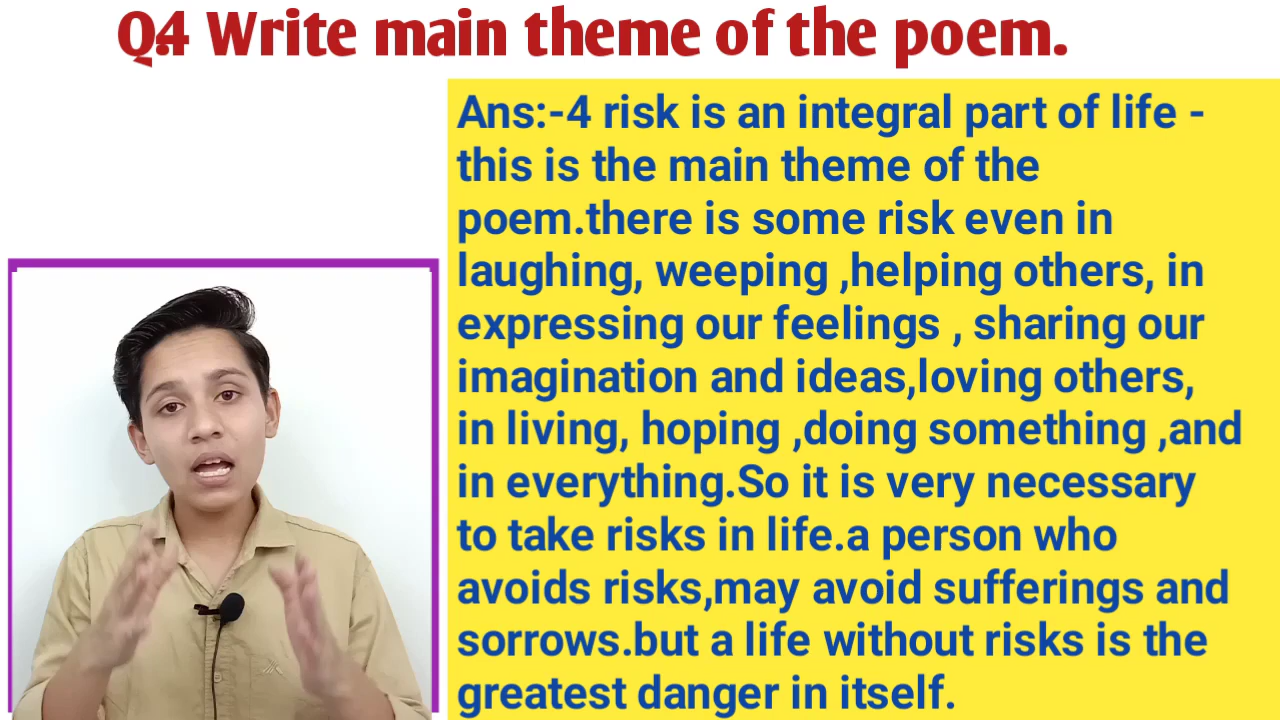 Q.4 Write main theme of the poem.
Ans:-4 risk is an integral part of life -
this is the main theme of the
poem.there is some risk even in
laughing, weeping ,helping others, in
expressing our feelings , sharing our
imagination and ideas,loving others,
in living, hoping ,doing something ,and
in everything.So it is very necessary
to take risks in life.a person who
avoids risks,may avoid sufferings and
sorrows.but a life without risks is the
greatest danger in itself.